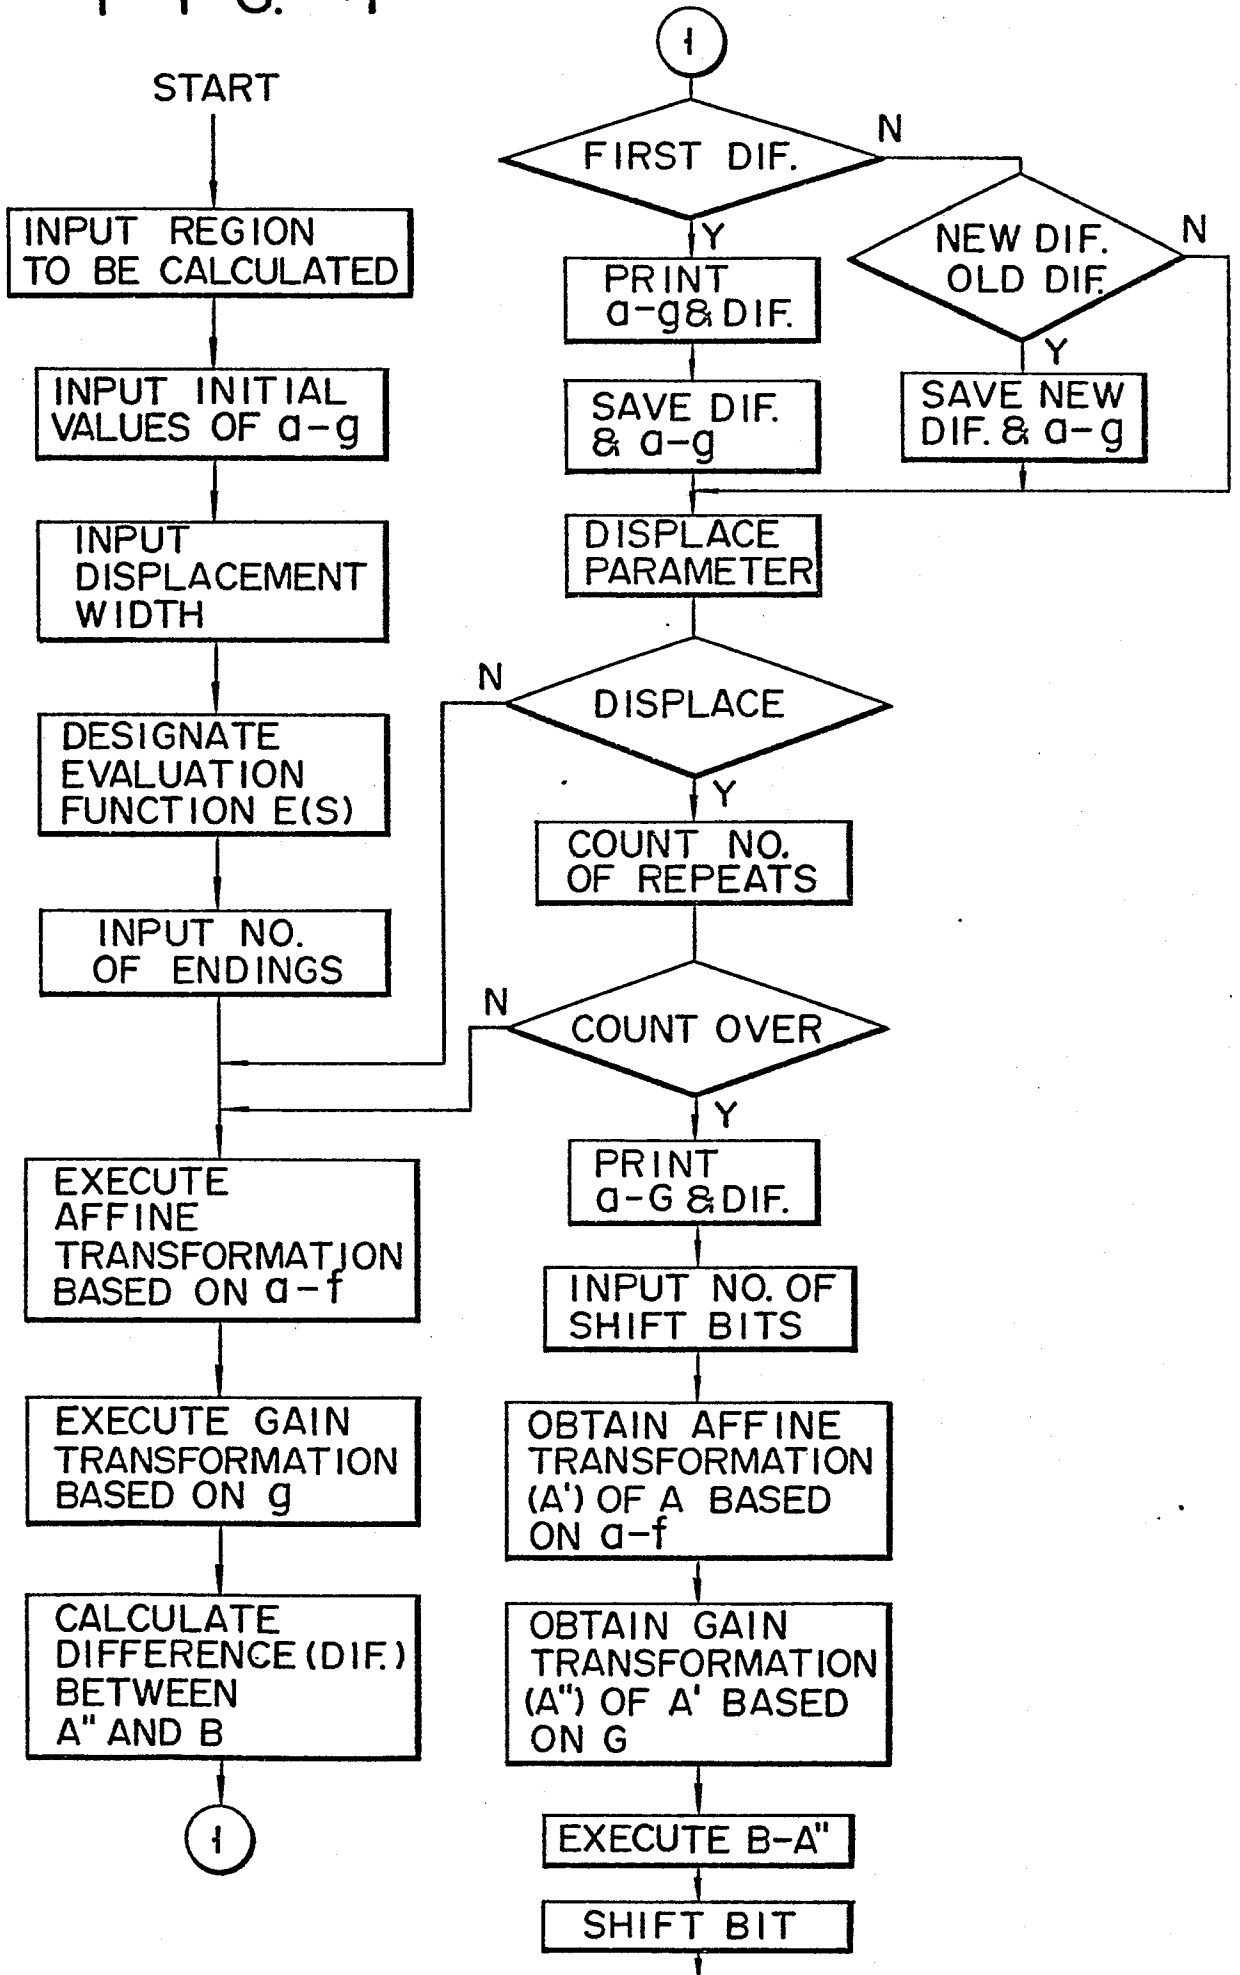 START
INPUT REGION
TO BE CALCULATED
INPUT INITIAL
VALUES OF a-g
INPUT
DISPLACEMENT
WIDTH
DESIGNATE
EVALUATION
FUNCTION E(S)
INPUT NO.
OF ENDINGS
EXECUTE
AFFINE
TRANSFORMATION
BASED ON a-f
EXECUTE GAIN
TRANSFORMATION
BASED ON g
CALCULATE
DIFFERENCE (DIF.)
BETWEEN
A" AND B
1
1
FIRST DIF.
N
Y
PRINT
a-g & DIF.
SAVE DIF.
& a-g
NEW DIF.
OLD DIF.
N
Y
SAVE NEW
DIF. & a-g
DISPLACE
PARAMETER
DISPLACE
N
Y
COUNT NO.
OF REPEATS
COUNT OVER
N
Y
PRINT
a-G & DIF.
INPUT NO. OF
SHIFT BITS
OBTAIN AFFINE
TRANSFORMATION
(A') OF A BASED
ON a-f
OBTAIN GAIN
TRANSFORMATION
(A") OF A' BASED
ON G
EXECUTE B-A"
SHIFT BIT